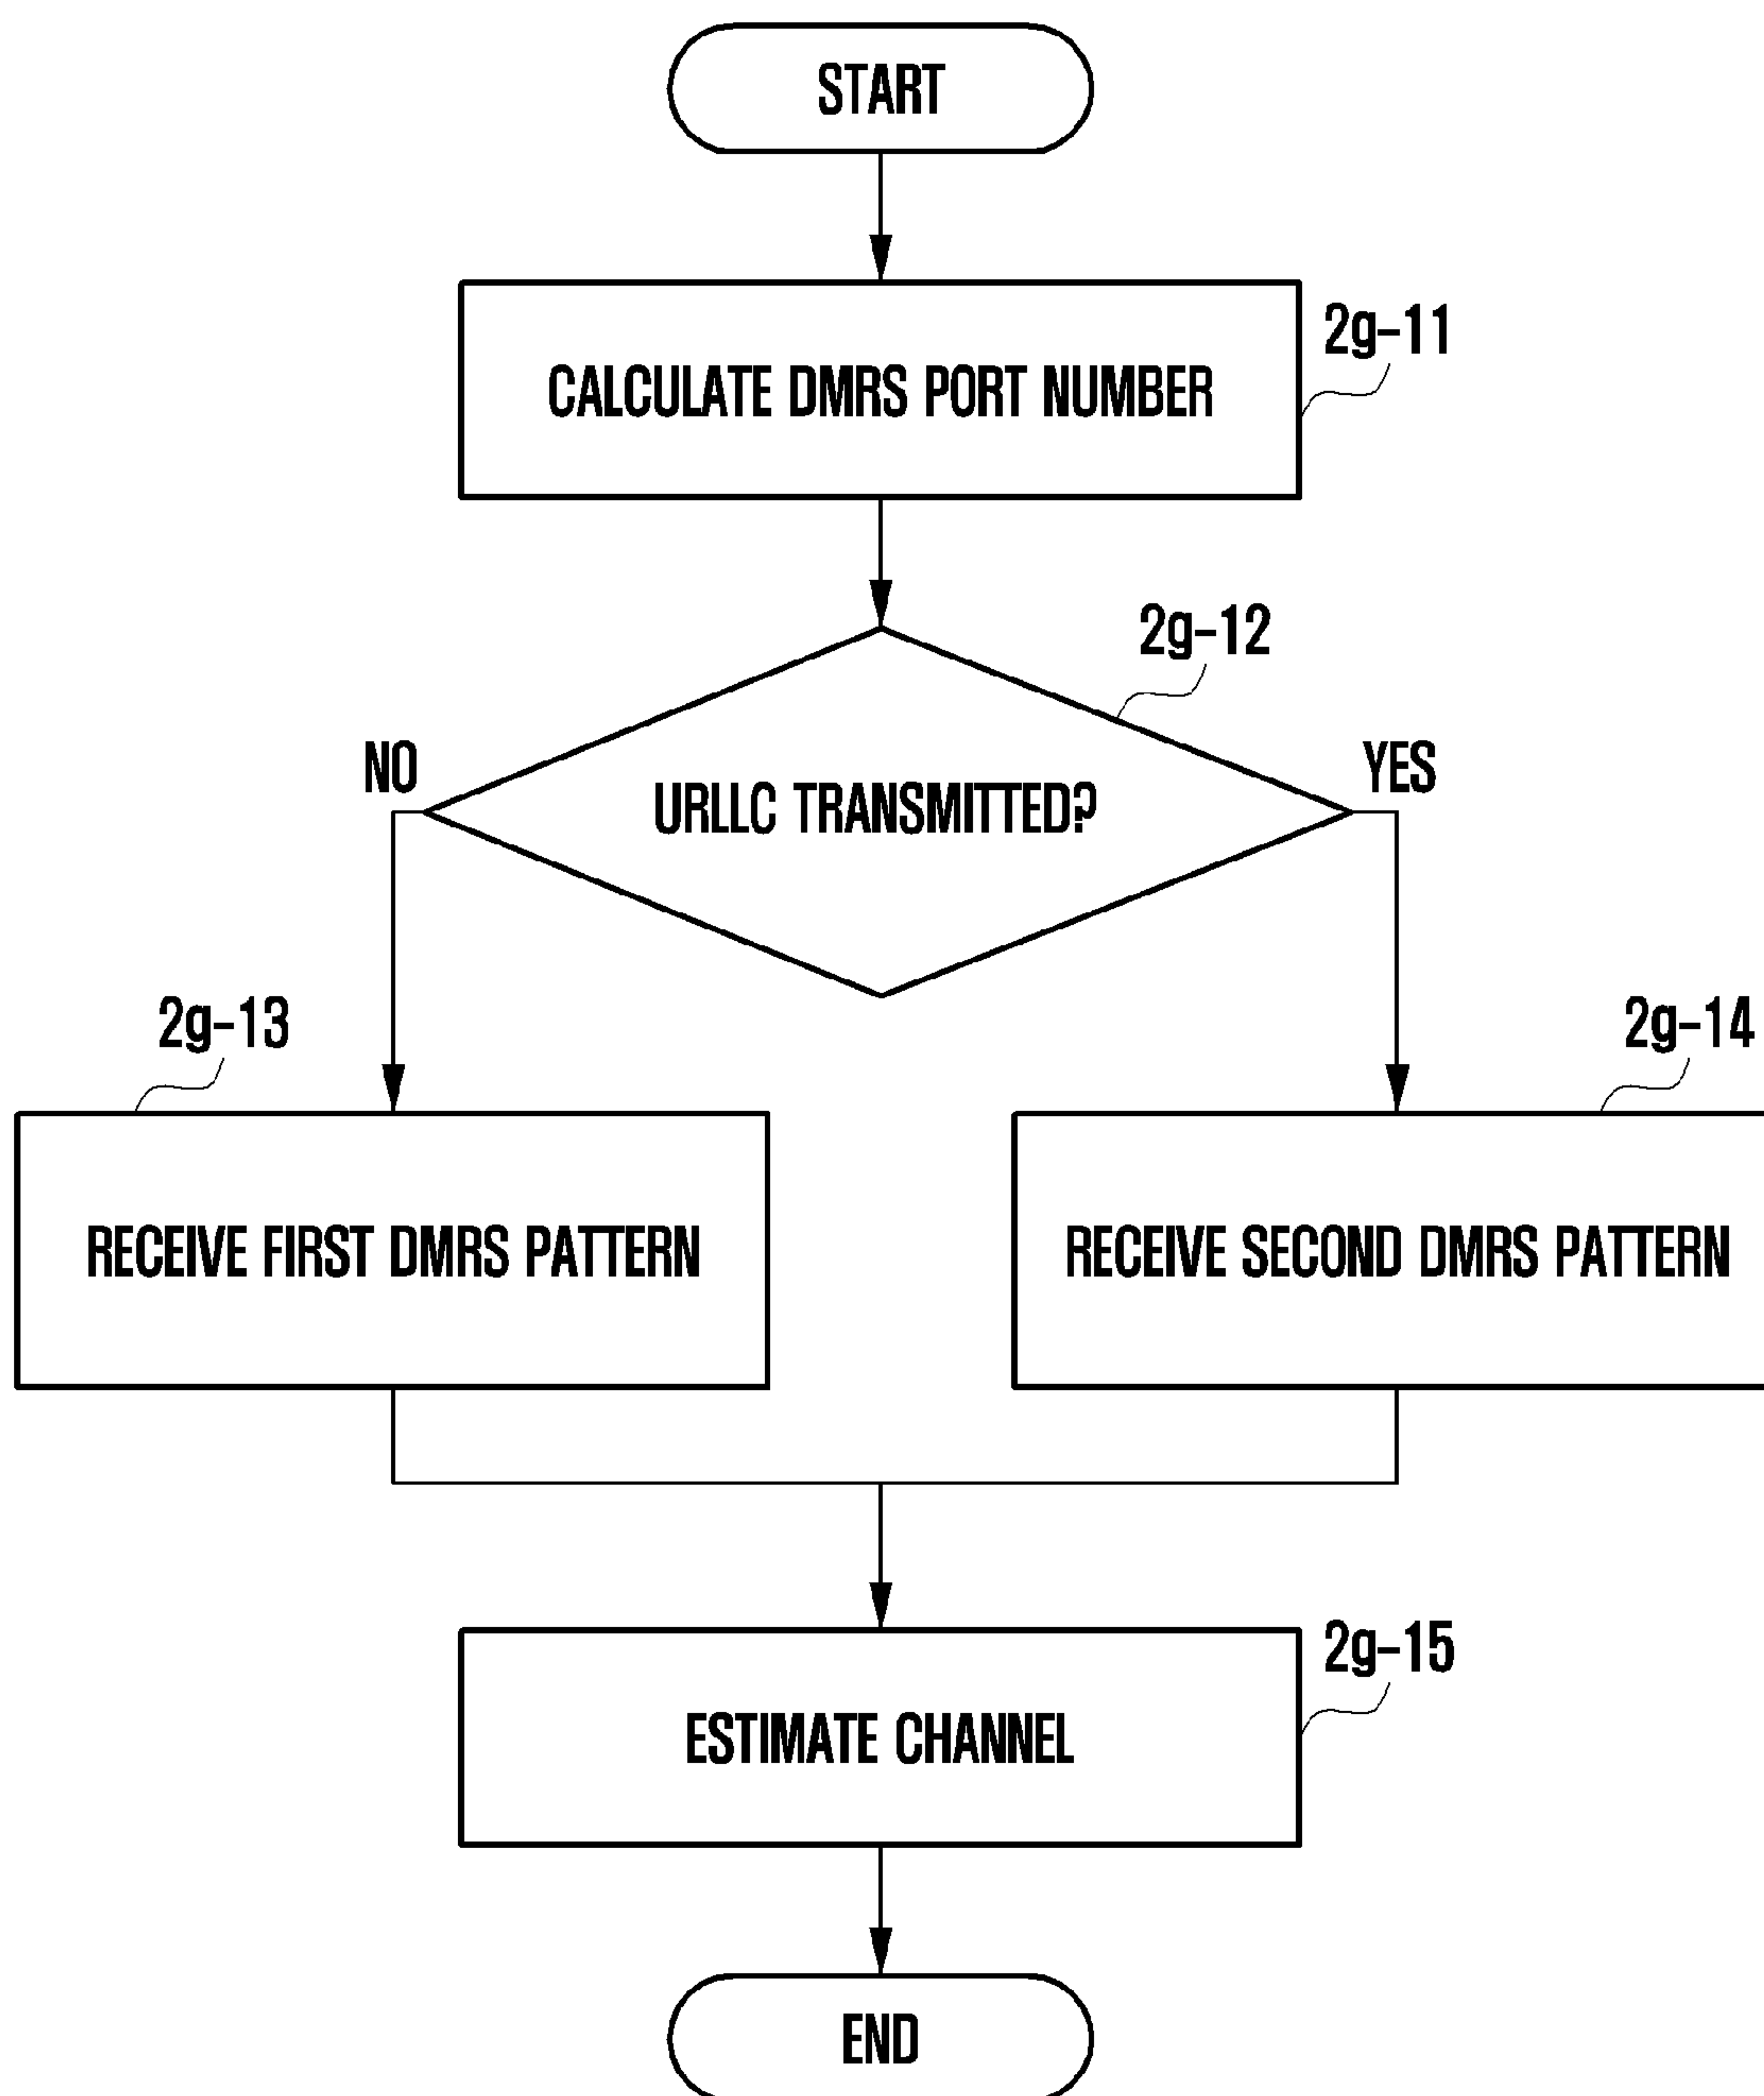 START
CALCULATE DMRS PORT NUMBER
2g-11
2g-12
NO
URLLC TRANSMITTED?
YES
2g-13
2g-14
RECEIVE FIRST DMRS PATTERN
RECEIVE SECOND DMRS PATTERN
2g-15
ESTIMATE CHANNEL
END